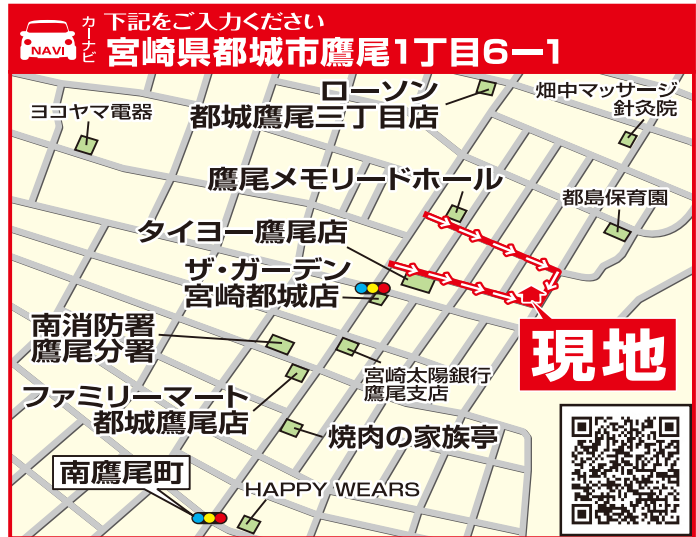 NAVI
カーナビ
下記をご入力ください
宮崎県都城市鷹尾1丁目6ー1
ローソン
都城鷹尾三丁目店
畑中マッサージ
鍼灸院
ヨコヤマ電器
鷹尾メモリードホール
都島保育園
タイヨー鷹尾店
ザ・ガーデン
宮崎都城店
南消防署
鷹尾分署
現地
宮崎太陽銀行
鷹尾支店
ファミリーマート
都城鷹尾店
焼肉の家族亭
南鷹尾町
HAPPY WEARS